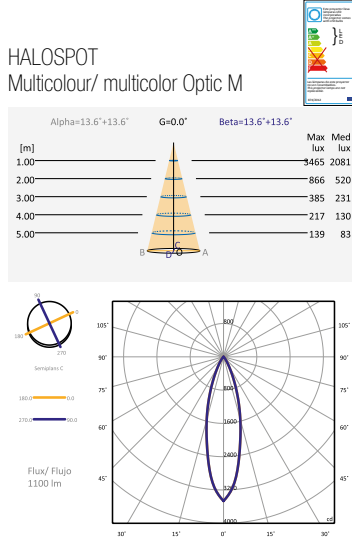 HALOSPOT
Multicolour/ multicolor Optic M
L
E
D
Alpha=13.6°+13.6° G=0.0° Beta=13.6°+13.6°
Max Med
[m] lux lux
1.00 3465 2081
2.00 866 520
3.00 385 231
4.00 217 130
5.00 139 83
B D O C A
90
180 0
270
Semiplans C
180.0 0.0
270.0 90.0
Flux/ Flujo
1100 lm
105° 105°
90° 90°
75° 75°
60° 60°
45° 45°
30° 15° 0° 15° 30°
800
800
1600
2400
3200
4000
cd